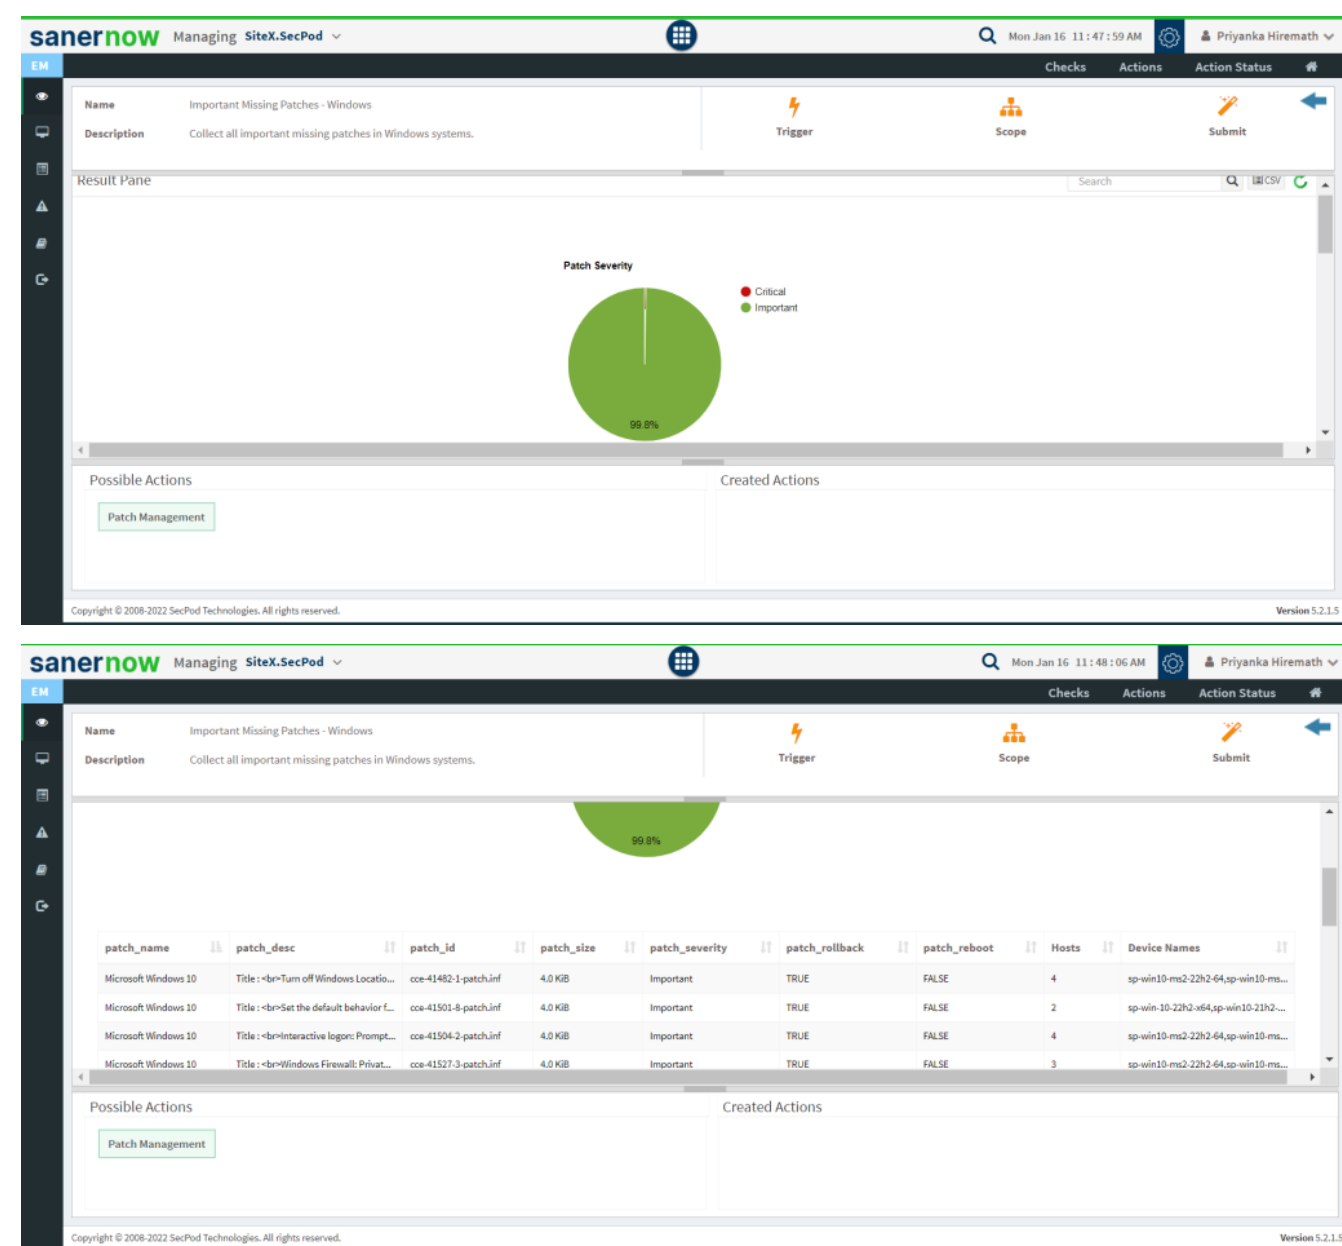 sanernow Managing SiteX.SecPod Mon Jan 16 11:47:59 AM Priyanka Hiremath
EM Checks Actions Action Status
Name Important Missing Patches - Windows
Description Collect all important missing patches in Windows systems.
Trigger Scope Submit
Result Pane Search CSV
Patch Severity
Critical
Important
99.8%
Possible Actions Created Actions
Patch Management
Copyright © 2008-2022 SecPod Technologies. All rights reserved. Version 5.2.1.5
sanernow Managing SiteX.SecPod Mon Jan 16 11:48:06 AM Priyanka Hiremath
EM Checks Actions Action Status
Name Important Missing Patches - Windows
Description Collect all important missing patches in Windows systems.
Trigger Scope Submit
99.8%
patch_name patch_desc patch_id patch_size patch_severity patch_rollback patch_reboot Hosts Device Names
Microsoft Windows 10 Title : <br>Turn off Windows Locatio... cce-41482-1-patch.inf 4.0 KiB Important TRUE FALSE 4 sp-win10-ms2-22h2-64,sp-win10-ms...
Microsoft Windows 10 Title : <br>Set the default behavior f... cce-41501-8-patch.inf 4.0 KiB Important TRUE FALSE 2 sp-win-10-22h2-x64,sp-win10-21h2-...
Microsoft Windows 10 Title : <br>Interactive logon: Prompt... cce-41504-2-patch.inf 4.0 KiB Important TRUE FALSE 4 sp-win10-ms2-22h2-64,sp-win10-ms...
Microsoft Windows 10 Title : <br>Windows Firewall: Privat... cce-41527-3-patch.inf 4.0 KiB Important TRUE FALSE 3 sp-win10-ms2-22h2-64,sp-win10-ms...
Possible Actions Created Actions
Patch Management
Copyright © 2008-2022 SecPod Technologies. All rights reserved. Version 5.2.1.5